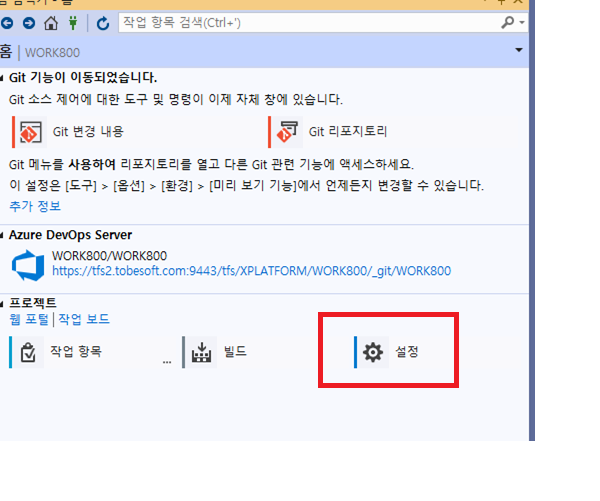 작업 항목 검색(Ctrl+')
홈 | WORK800
Git 기능이 이동되었습니다.
Git 소스 제어에 대한 도구 및 명령이 이제 자체 창에 있습니다.
Git 변경 내용 Git 리포지토리
Git 메뉴를 사용하여 리포지토리를 열고 다른 Git 관련 기능에 액세스하세요.
이 설정은 [도구] > [옵션] > [환경] > [미리 보기 기능]에서 언제든지 변경할 수 있습니다.
추가 정보
Azure DevOps Server
WORK800/WORK800
https://tfs2.tobesoft.com:9443/tfs/XPLATFORM/WORK800/_git/WORK800
프로젝트
웹 포털 | 작업 보드
작업 항목 ... 빌드 설정